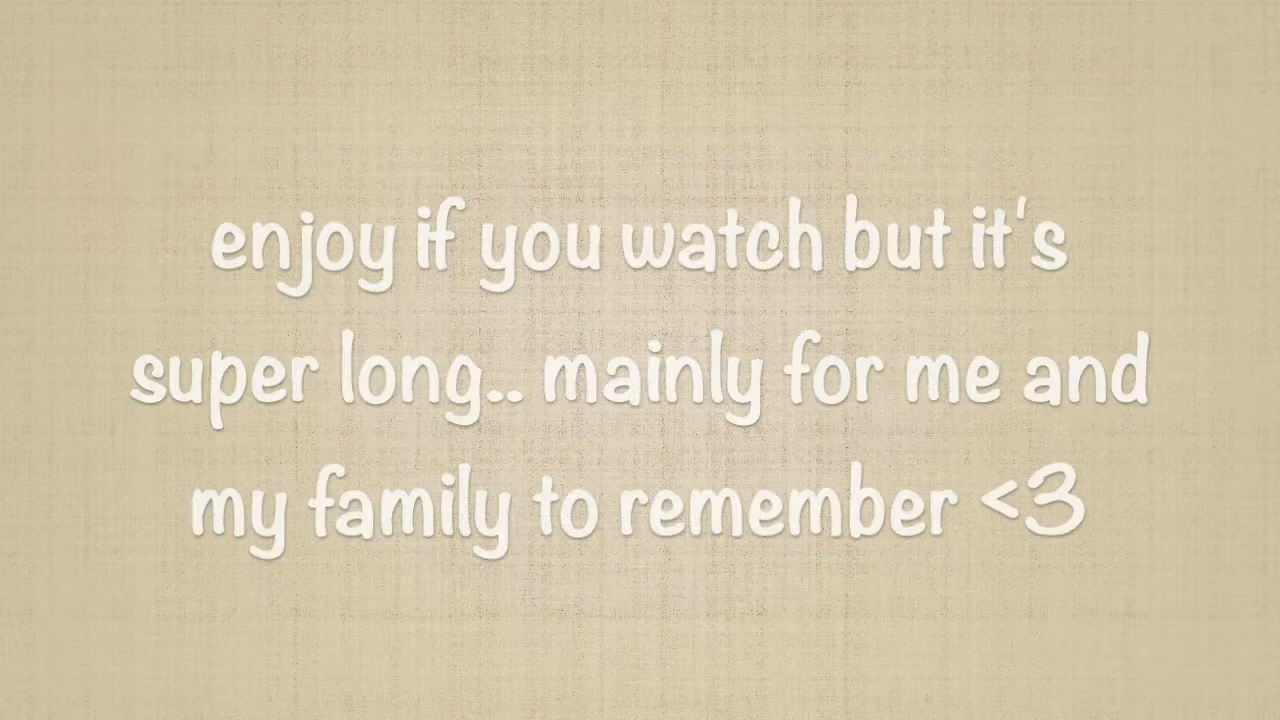 enjoy if you watch but it's
super long.. mainly for me and
my family to remember <3